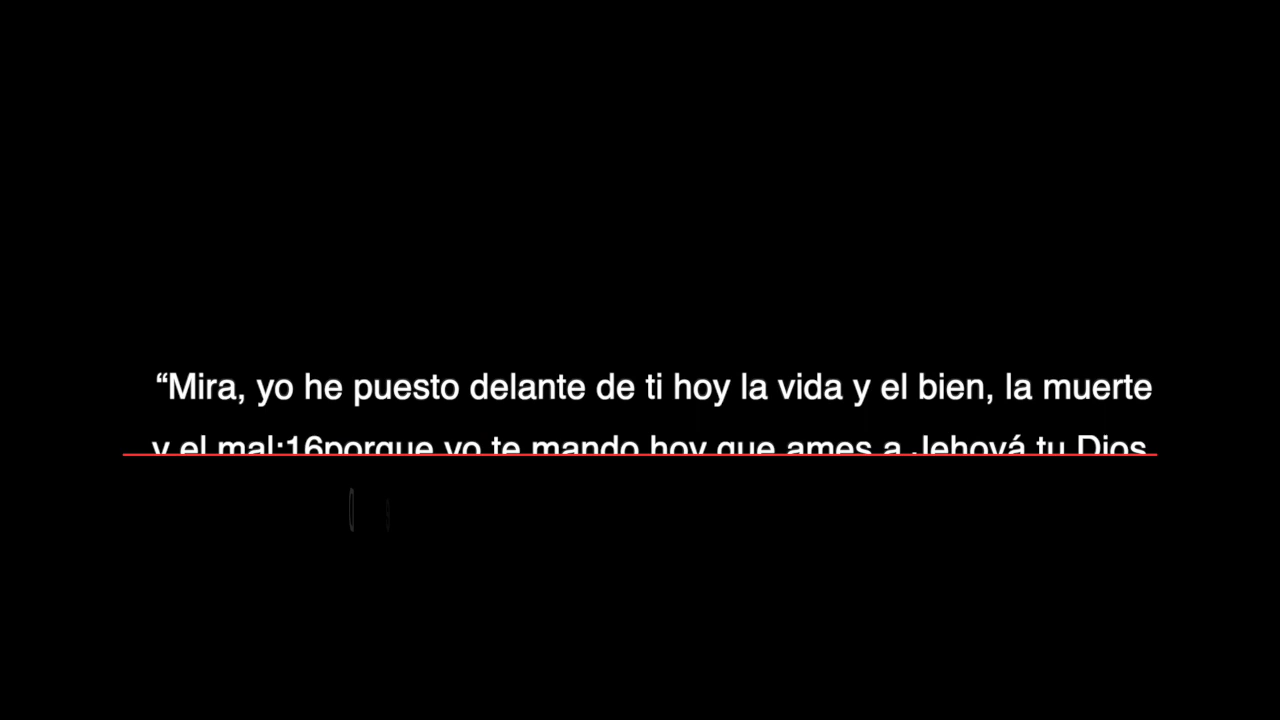 “Mira, yo he puesto delante de ti hoy la vida y el bien, la muerte
y el mal;16porque yo te mando hoy que ames a Jehová tu Dios,